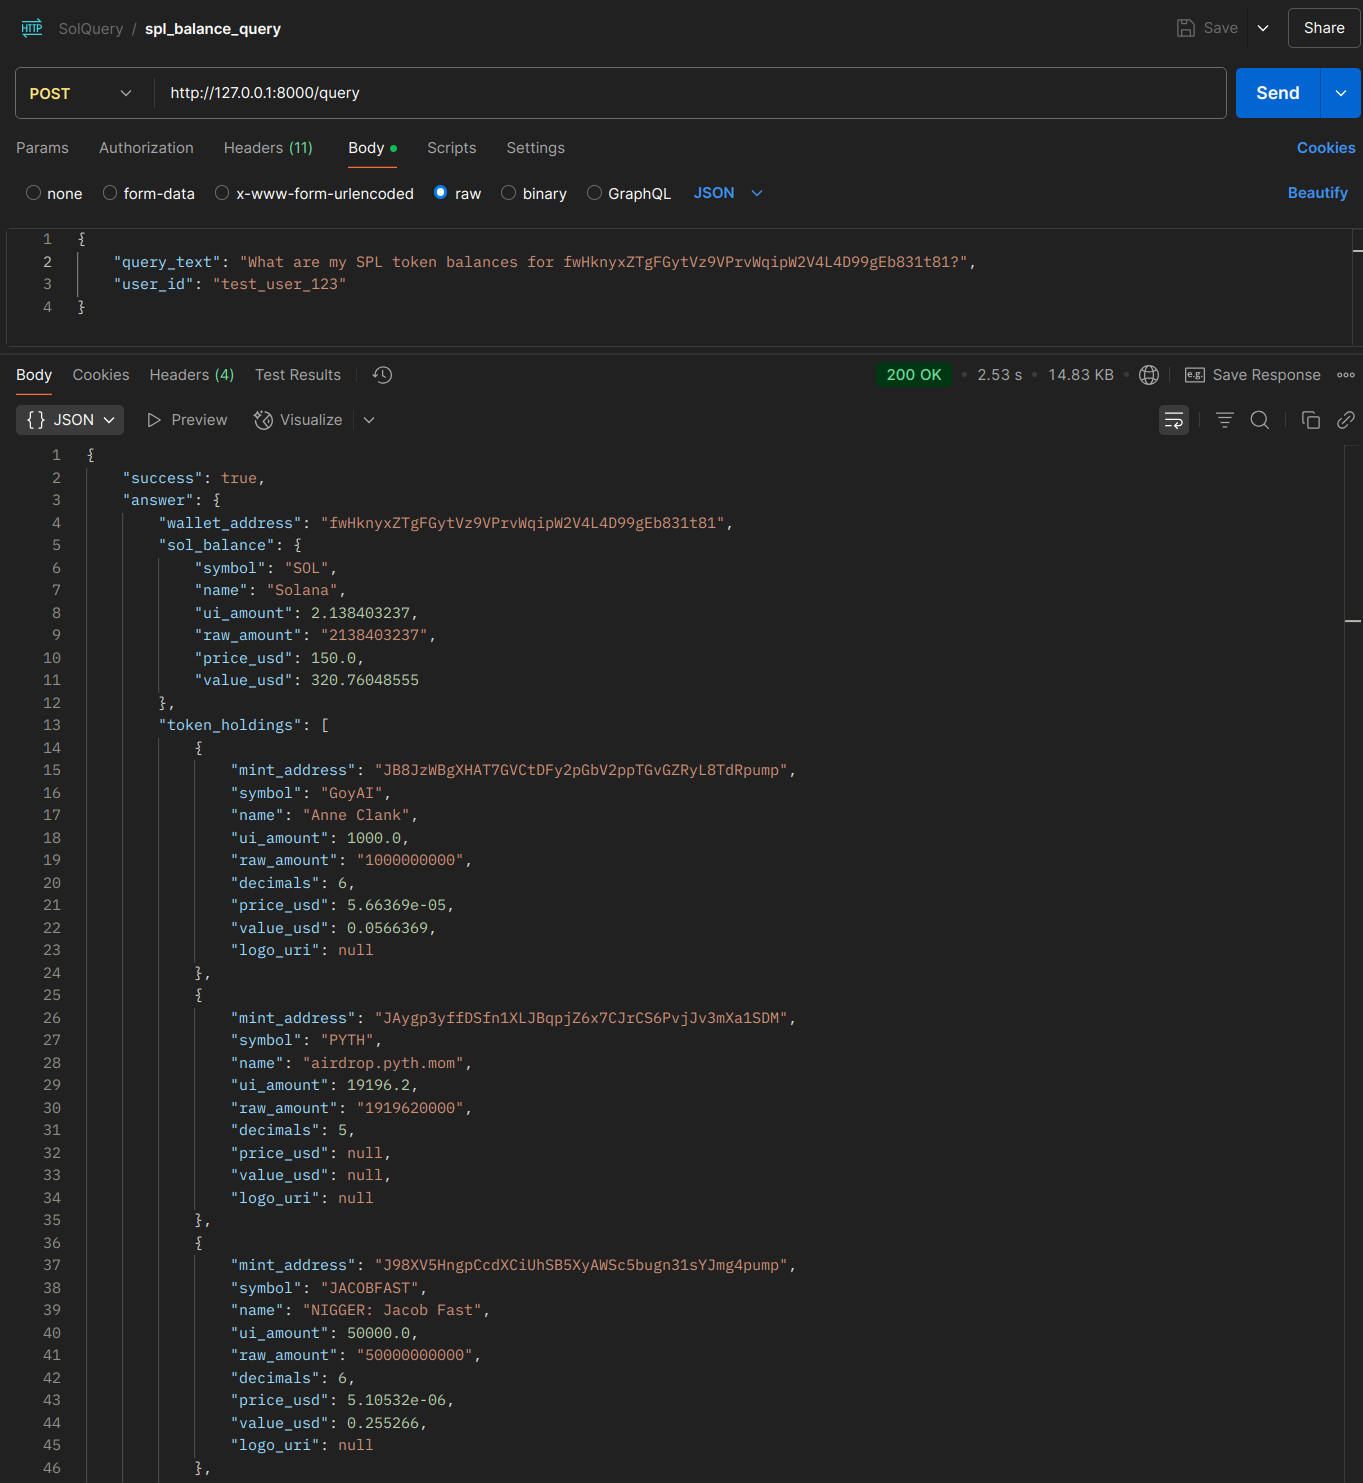 HTTP SolQuery / spl_balance_query Save Share
POST http://127.0.0.1:8000/query Send
Params Authorization Headers (11) Body Scripts Settings Cookies
none form-data x-www-form-urlencoded raw binary GraphQL JSON Beautify
1 {
2 "query_text": "What are my SPL token balances for fwHknyxZTgFGytVz9VPrvWqipW2V4L4D99gEb831t81?",
3 "user_id": "test_user_123"
4 }
Body Cookies Headers (4) Test Results 200 OK • 2.53 s • 14.83 KB • e.g. Save Response
{} JSON Preview Visualize
1 {
2 "success": true,
3 "answer": {
4 "wallet_address": "fwHknyxZTgFGytVz9VPrvWqipW2V4L4D99gEb831t81",
5 "sol_balance": {
6 "symbol": "SOL",
7 "name": "Solana",
8 "ui_amount": 2.138403237,
9 "raw_amount": "2138403237",
10 "price_usd": 150.0,
11 "value_usd": 320.76048555
12 },
13 "token_holdings": [
14 {
15 "mint_address": "JB8JzWBgXHAT7GVCtDFy2pGbV2ppTGvGZRyL8TdRpump",
16 "symbol": "GoyAI",
17 "name": "Anne Clank",
18 "ui_amount": 1000.0,
19 "raw_amount": "1000000000",
20 "decimals": 6,
21 "price_usd": 5.66369e-05,
22 "value_usd": 0.0566369,
23 "logo_uri": null
24 },
25 {
26 "mint_address": "JAygp3yffDSfn1XLJBqpjZ6x7CJrCS6PvjJv3mXa1SDM",
27 "symbol": "PYTH",
28 "name": "airdrop.pyth.mom",
29 "ui_amount": 19196.2,
30 "raw_amount": "1919620000",
31 "decimals": 5,
32 "price_usd": null,
33 "value_usd": null,
34 "logo_uri": null
35 },
36 {
37 "mint_address": "J98XV5HngpCcdXCiUhSB5XyAWSc5bugn31sYJmg4pump",
38 "symbol": "JACOBFAST",
39 "name": "NIGGER: Jacob Fast",
40 "ui_amount": 50000.0,
41 "raw_amount": "50000000000",
42 "decimals": 6,
43 "price_usd": 5.10532e-06,
44 "value_usd": 0.255266,
45 "logo_uri": null
46 },